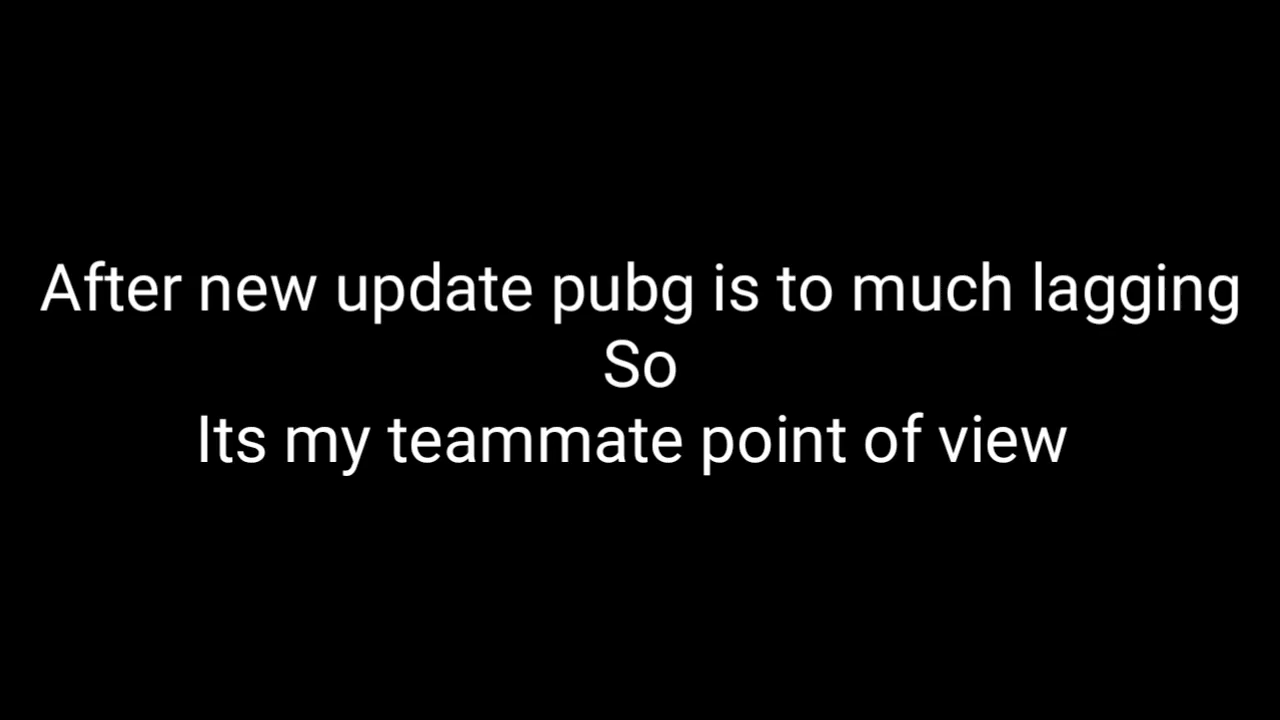 After new update pubg is to much lagging
So
Its my teammate point of view